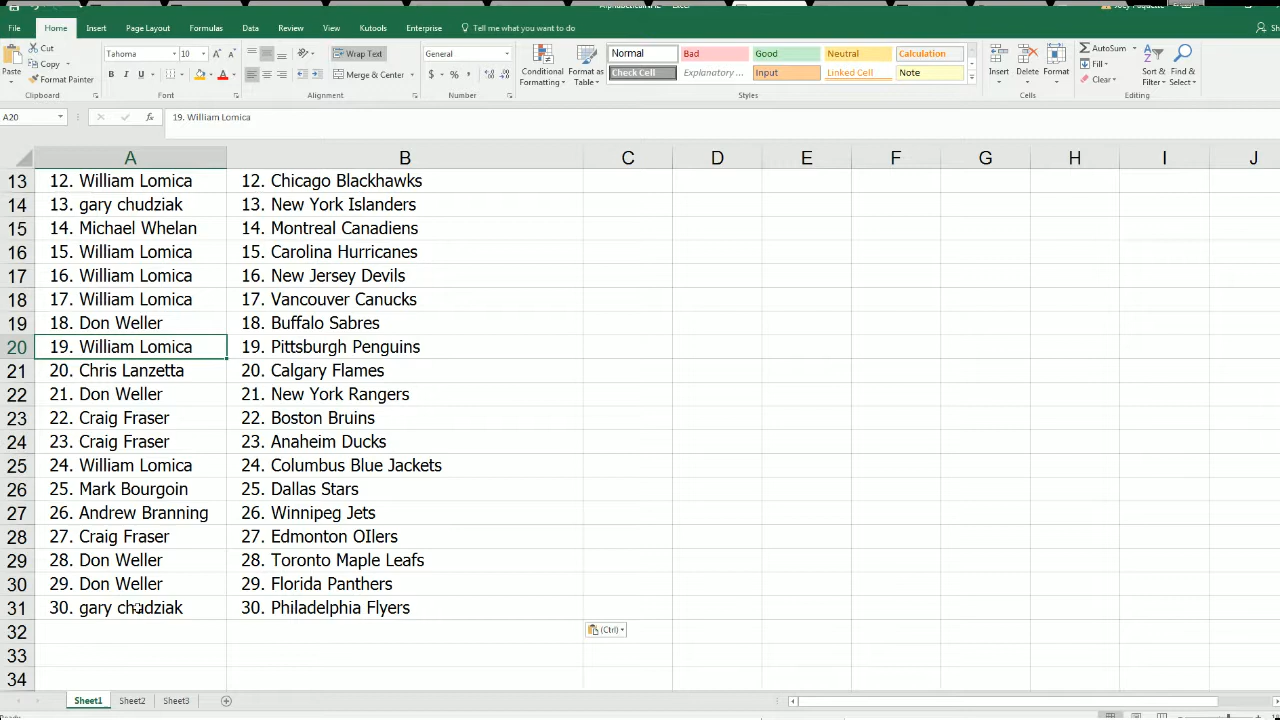 File Home Insert Page Layout Formulas Data Review View Kutools Enterprise Tell me what you want to do
Cut
Copy
Format Painter
Paste
Clipboard
Tahoma 10
B I U
Font
Wrap Text
Merge & Center
Alignment
General
$ % ,
Number
Conditional Formatting
Format as Table
Normal Bad Good Neutral Calculation
Check Cell Explanatory ... Input Linked Cell Note
Styles
Insert Delete Format
Cells
AutoSum
Fill
Clear
Sort & Filter
Find & Select
Editing
A20 fx 19. William Lomica
A B C D E F G H I J
13 12. William Lomica 12. Chicago Blackhawks
14 13. gary chudziak 13. New York Islanders
15 14. Michael Whelan 14. Montreal Canadiens
16 15. William Lomica 15. Carolina Hurricanes
17 16. William Lomica 16. New Jersey Devils
18 17. William Lomica 17. Vancouver Canucks
19 18. Don Weller 18. Buffalo Sabres
20 19. William Lomica 19. Pittsburgh Penguins
21 20. Chris Lanzetta 20. Calgary Flames
22 21. Don Weller 21. New York Rangers
23 22. Craig Fraser 22. Boston Bruins
24 23. Craig Fraser 23. Anaheim Ducks
25 24. William Lomica 24. Columbus Blue Jackets
26 25. Mark Bourgoin 25. Dallas Stars
27 26. Andrew Branning 26. Winnipeg Jets
28 27. Craig Fraser 27. Edmonton OIlers
29 28. Don Weller 28. Toronto Maple Leafs
30 29. Don Weller 29. Florida Panthers
31 30. gary chudziak 30. Philadelphia Flyers
32 (Ctrl)
33
34
Sheet1 Sheet2 Sheet3